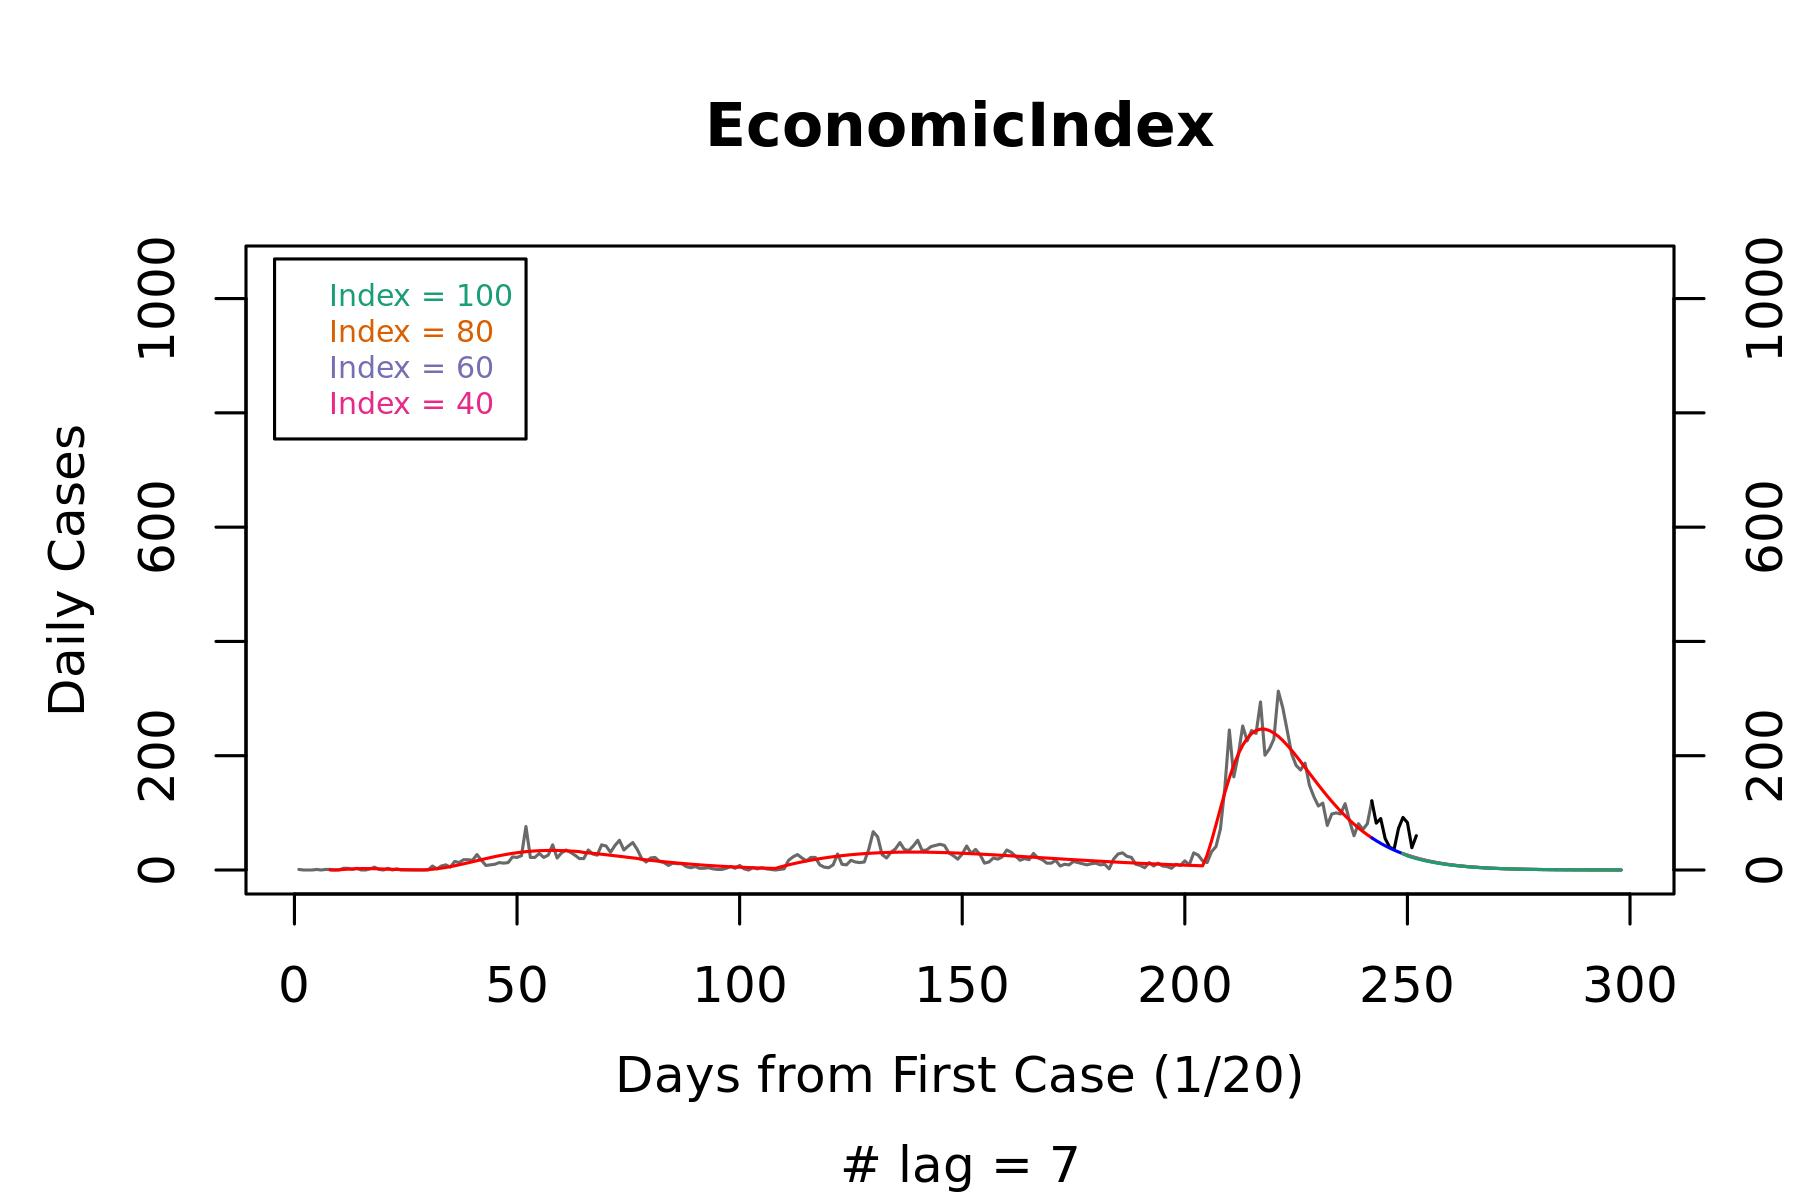 EconomicIndex
Index = 100
Index = 80
Index = 60
Index = 40
Daily Cases
1000
600
200
0
1000
600
200
0
0 50 100 150 200 250 300
Days from First Case (1/20)
# lag = 7